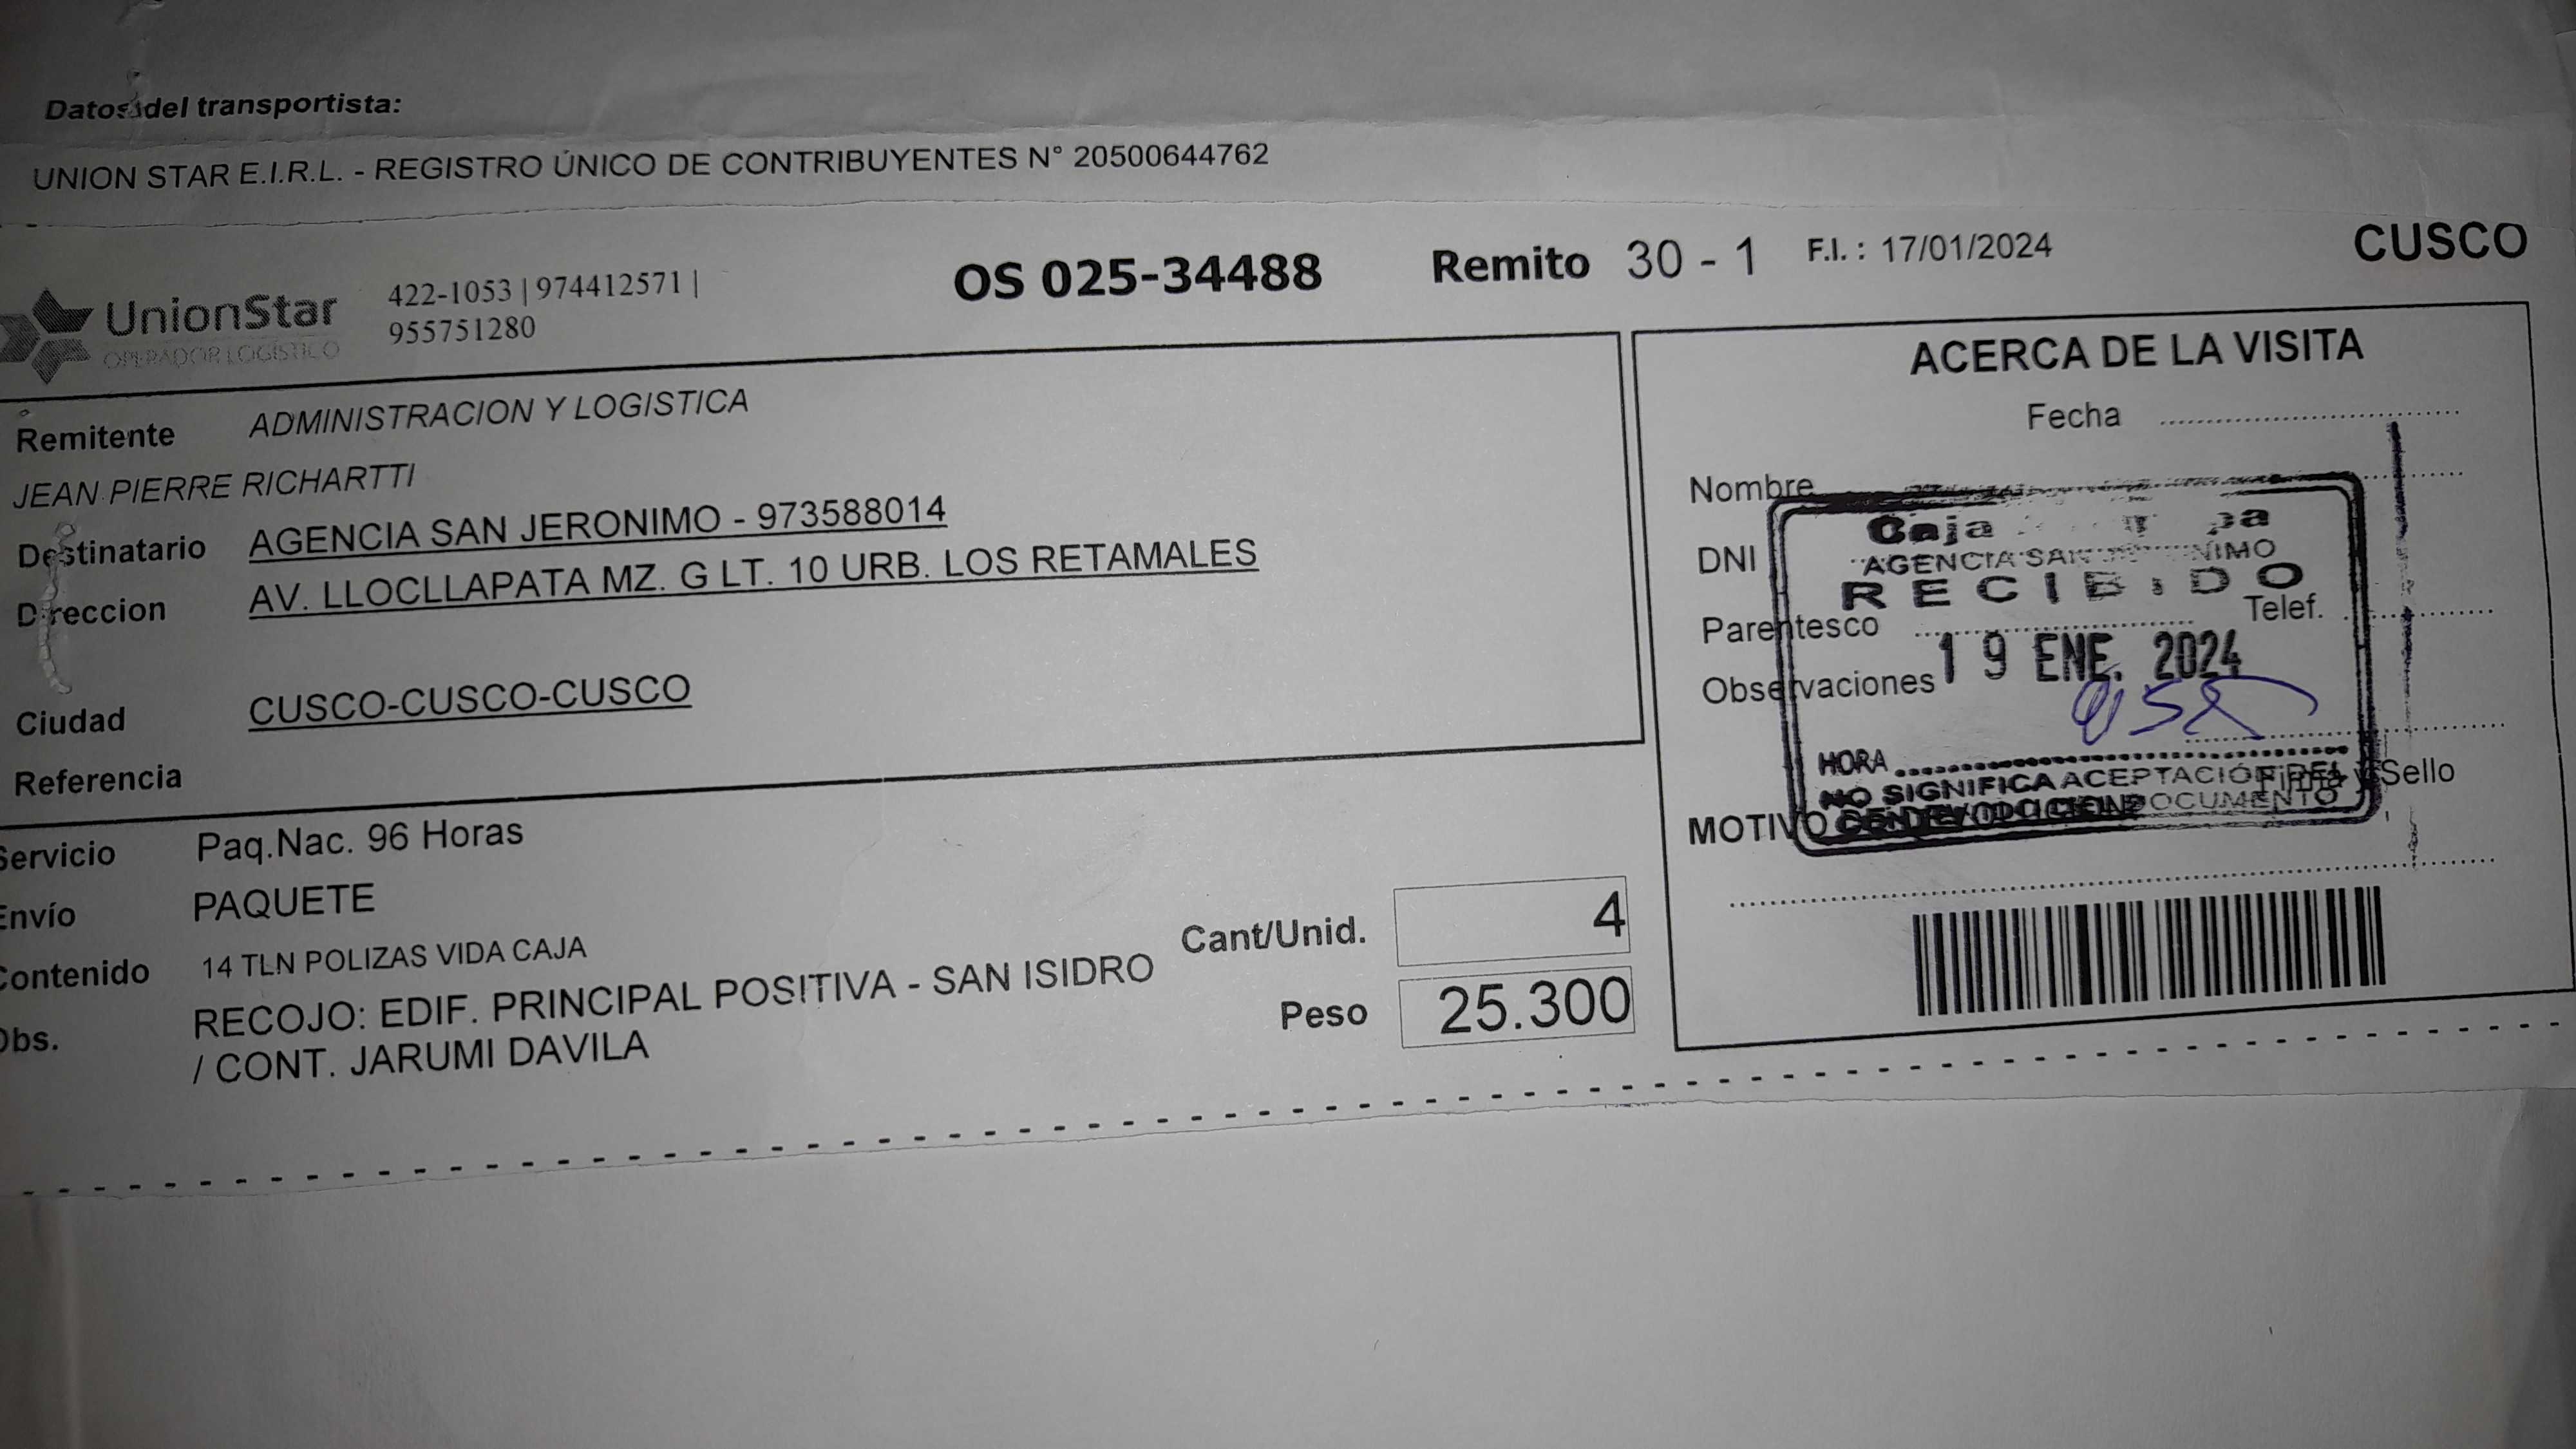 Datos del transportista:
UNION STAR E.I.R.L. - REGISTRO ÚNICO DE CONTRIBUYENTES N° 20500644762
UnionStar
OPERADOR LOGÍSTICO
422-1053 | 974412571 |
955751280
OS 025-34488
Remito 30 - 1
F.I. : 17/01/2024
CUSCO
Remitente ADMINISTRACION Y LOGISTICA
JEAN PIERRE RICHARTTI
Destinatario AGENCIA SAN JERONIMO - 973588014
Direccion AV. LLOCLLAPATA MZ. G LT. 10 URB. LOS RETAMALES
Ciudad CUSCO-CUSCO-CUSCO
Referencia
Servicio Paq.Nac. 96 Horas
Envío PAQUETE
Contenido 14 TLN POLIZAS VIDA CAJA
Obs. RECOJO: EDIF. PRINCIPAL POSITIVA - SAN ISIDRO
/ CONT. JARUMI DAVILA
Cant/Unid. 4
Peso 25.300
ACERCA DE LA VISITA
Fecha
Nombre
DNI
Parentesco
Telef.
Observaciones
Firma y Sello
MOTIVO DE DEVOLUCION
Caja
AGENCIA SAN
RECIBIDO
19 ENE. 2024
HORA
NO SIGNIFICA ACEPTACIÓN DEL
DOCUMENTO